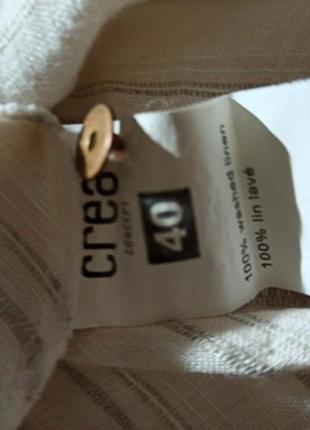 crea
CONCEPT
40
100% washed linen
100% lin lavé